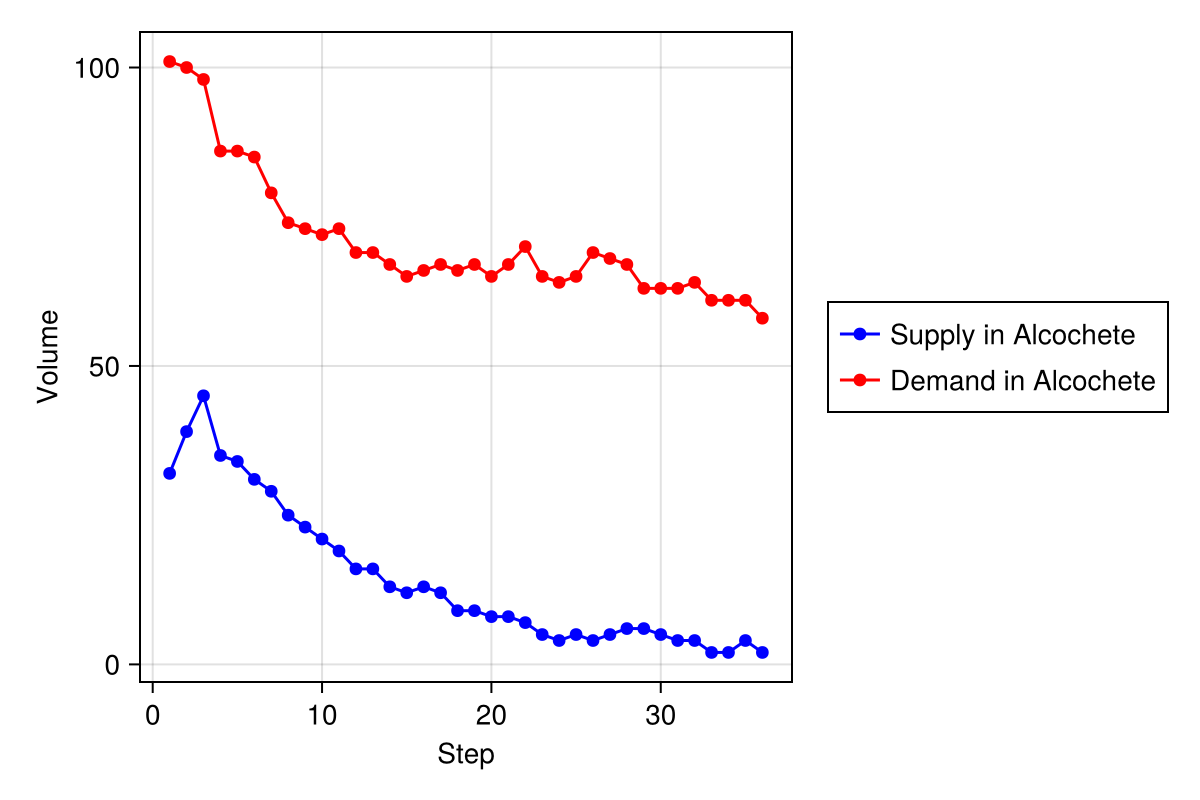 100
50
0
Volume
0 10 20 30
Step
Supply in Alcochete
Demand in Alcochete